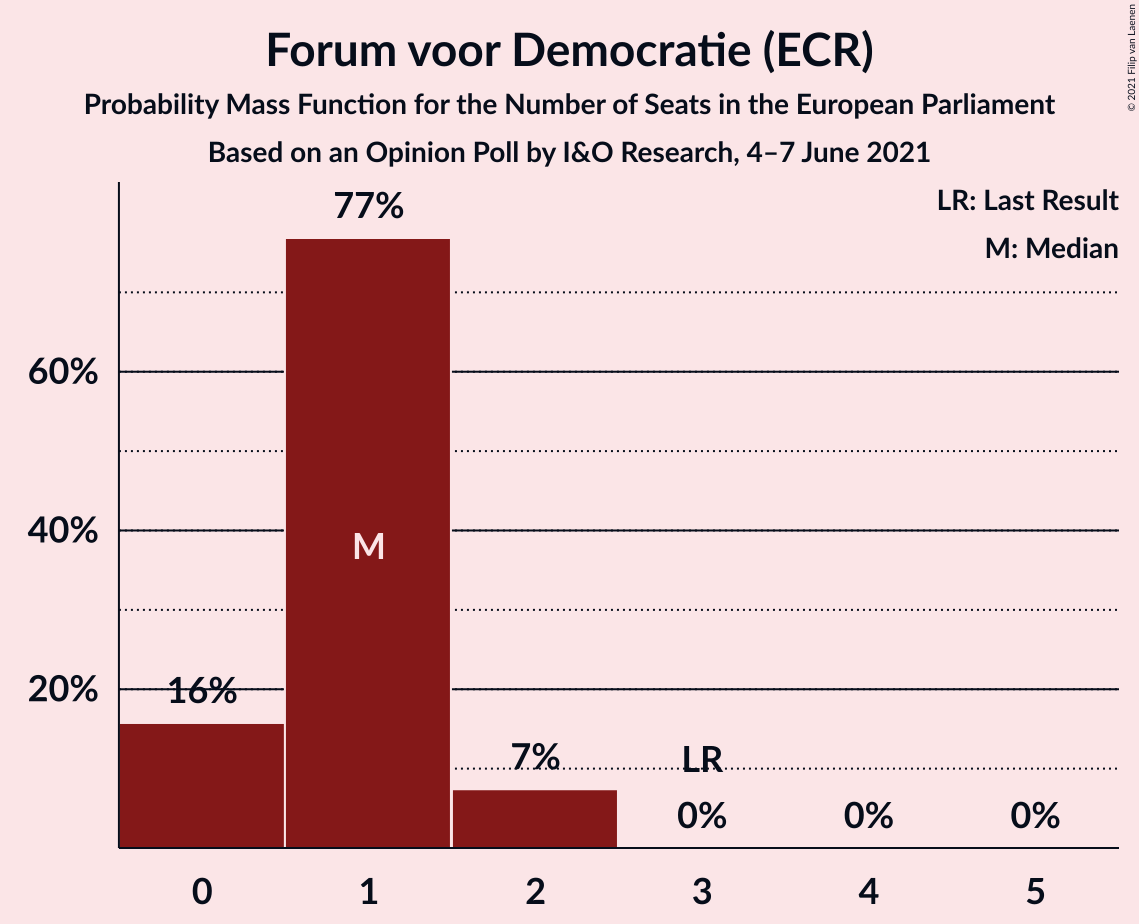 Forum voor Democratie (ECR)
Probability Mass Function for the Number of Seats in the European Parliament
Based on an Opinion Poll by I&O Research, 4–7 June 2021
© 2021 Filip van Laenen
LR: Last Result
M: Median
77%
60%
M
40%
20%
16%
7%
LR
0%
0%
0%
0
1
2
3
4
5